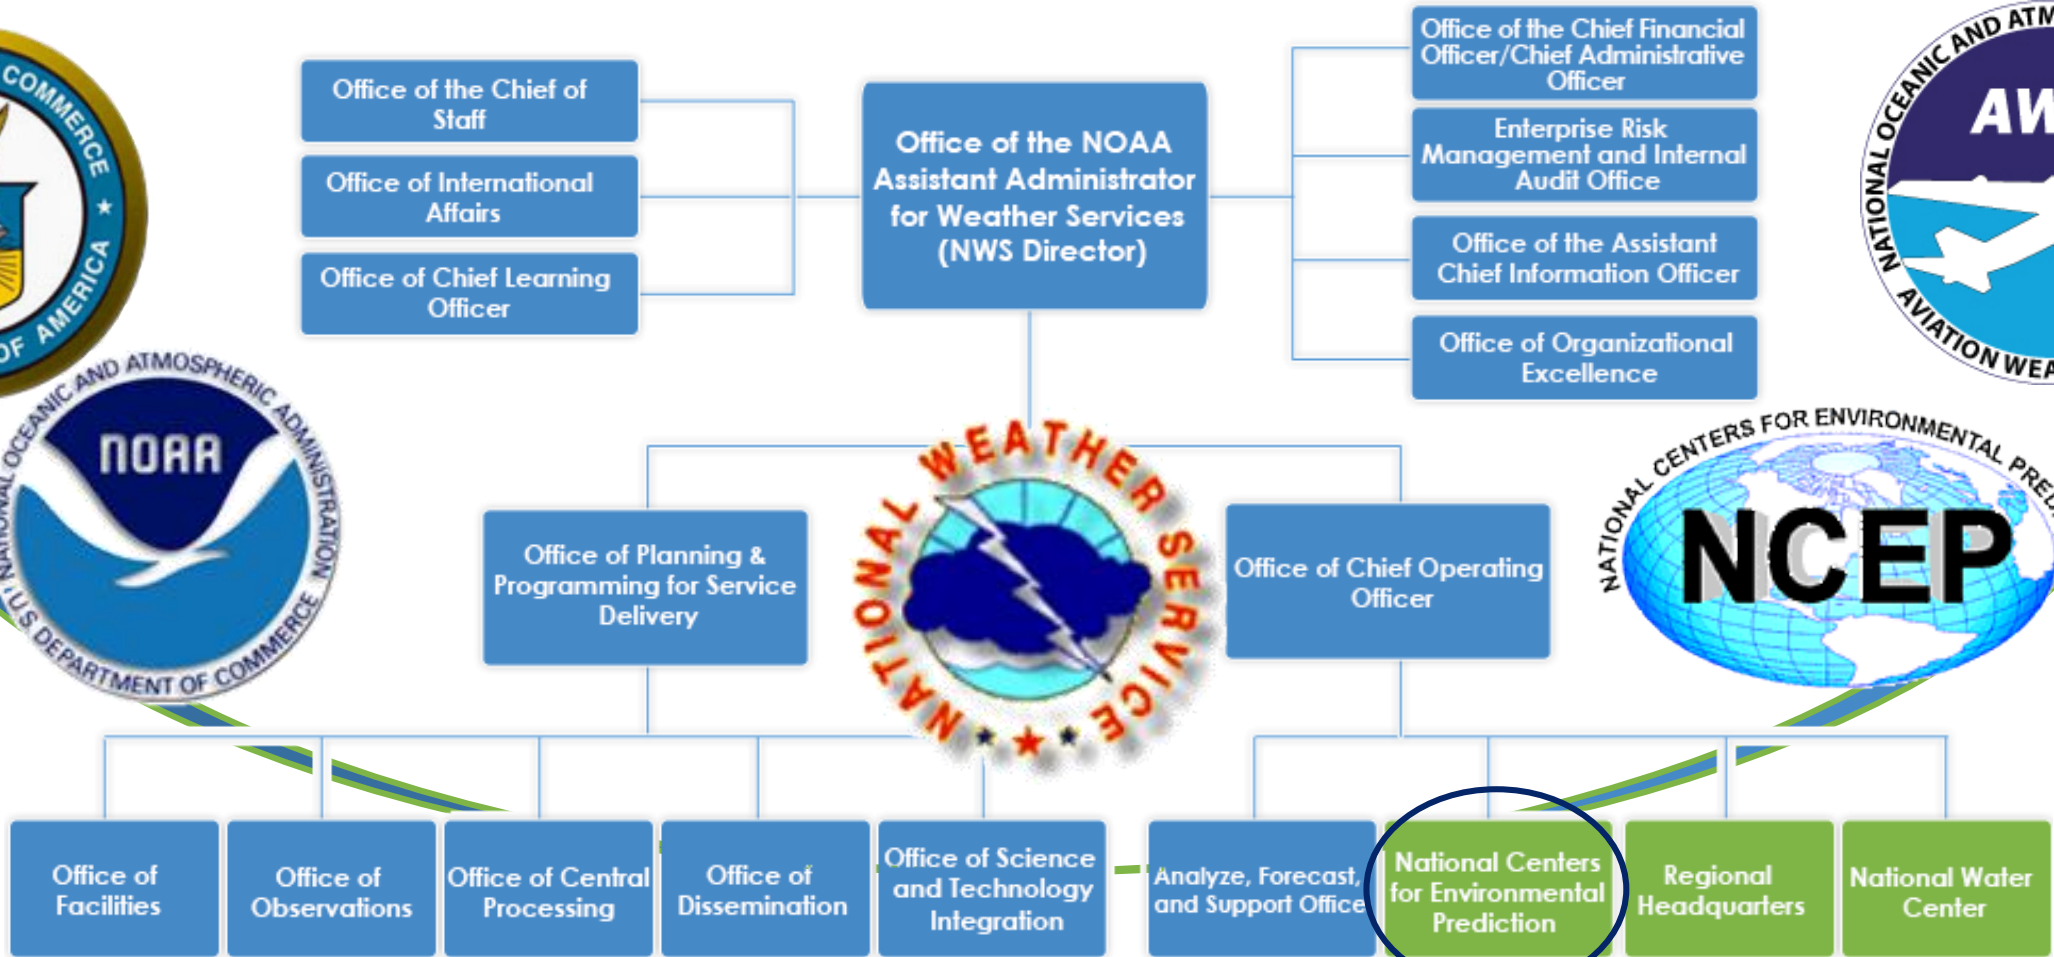 COMMERCE ★
OF AMERICA
Office of the Chief of
Staff
Office of International
Affairs
Office of Chief Learning
Officer
Office of the NOAA
Assistant Administrator
for Weather Services
(NWS Director)
Office of the Chief Financial
Officer/Chief Administrative
Officer
Enterprise Risk
Management and Internal
Audit Office
Office of the Assistant
Chief Information Officer
Office of Organizational
Excellence
NATIONAL OCEANIC AND
AVIATION
NATIONAL OCEANIC AND ATMOSPHERIC ADMINISTRATION
NOAA
U.S. DEPARTMENT OF COMMERCE
NATIONAL WEATHER SERVICE
NATIONAL CENTERS FOR ENVIRONMENTAL
NCEP
Office of Planning &
Programming for Service
Delivery
Office of Chief Operating
Officer
Office of
Facilities
Office of
Observations
Office of Central
Processing
Office of
Dissemination
Office of Science
and Technology
Integration
Analyze, Forecast,
and Support Office
National Centers
for Environmental
Prediction
Regional
Headquarters
National Water
Center